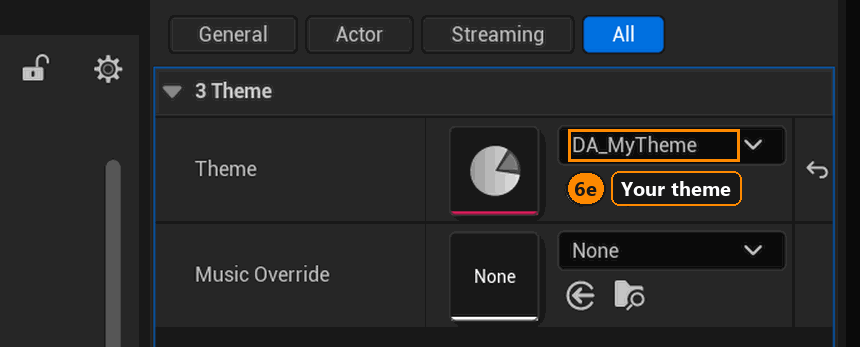 General Actor Streaming All
3 Theme
Theme
DA_MyTheme
6e Your theme
Music Override
None
None